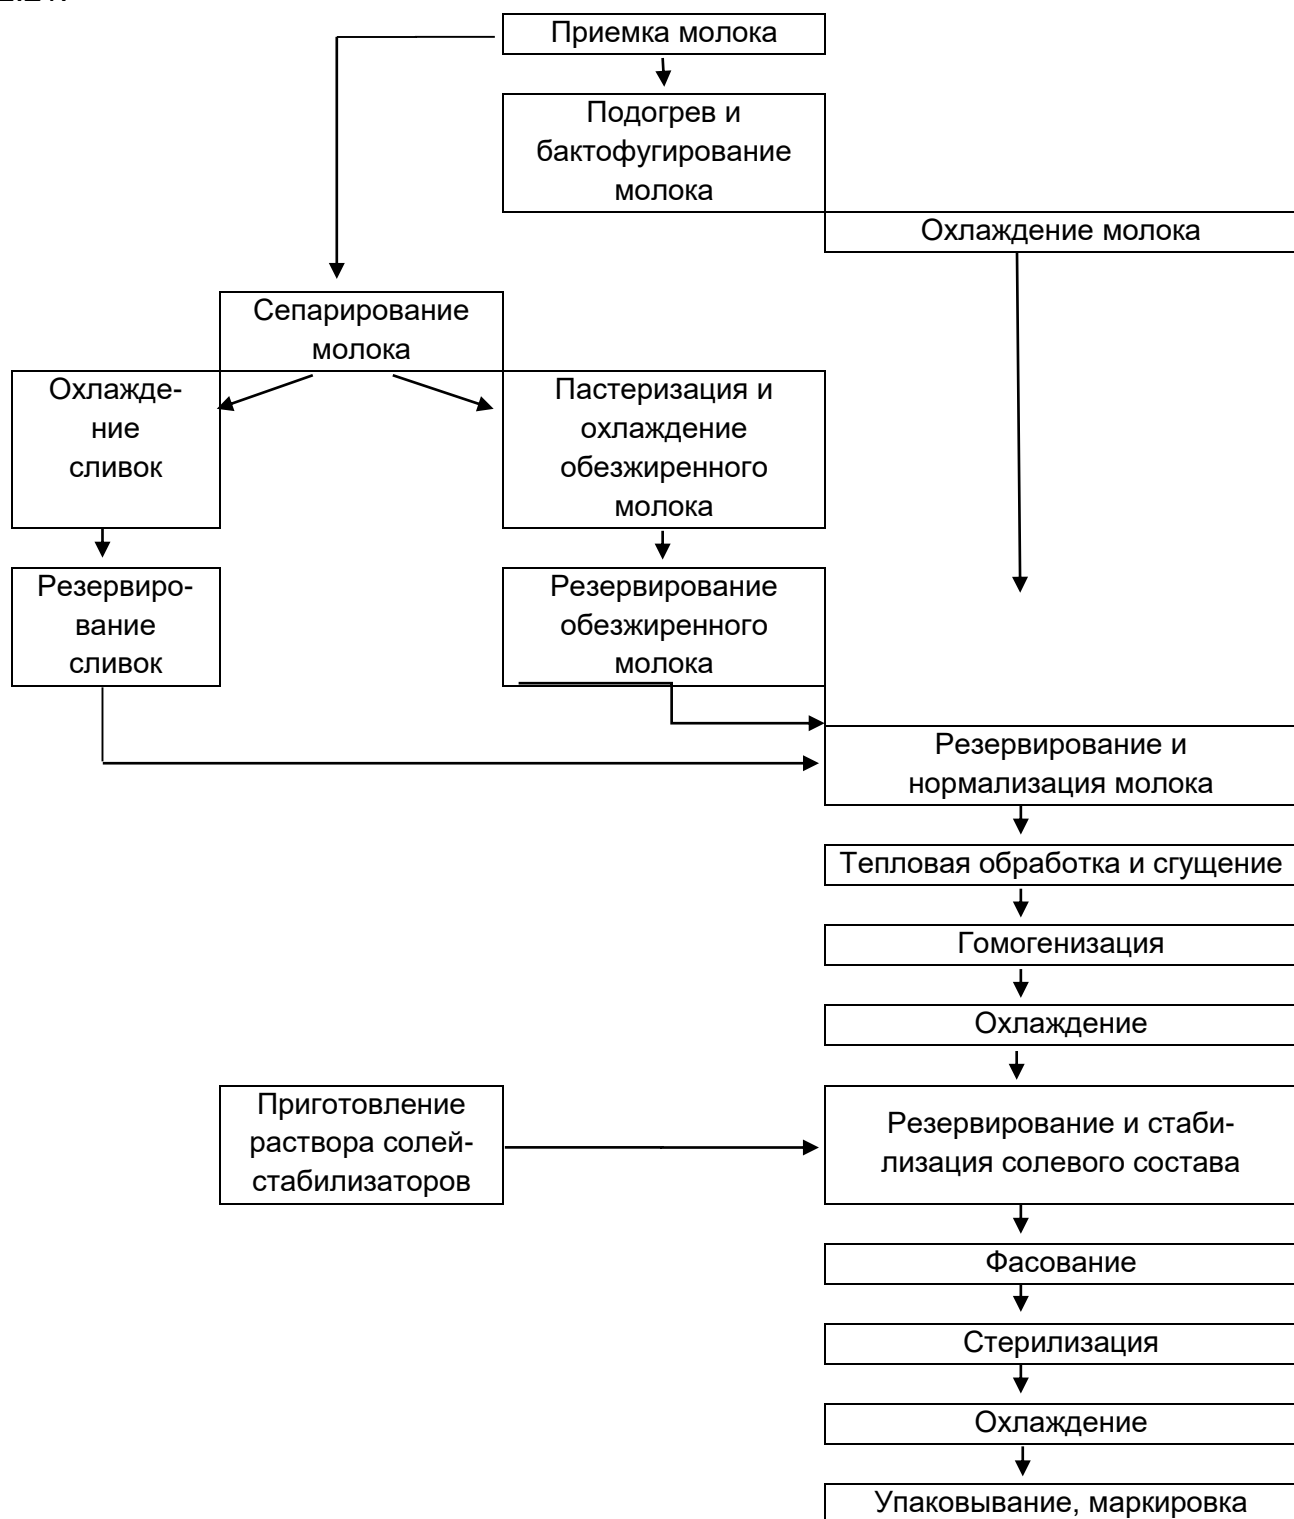 Приемка молока
Подогрев и
бактофугирование
молока
Охлаждение молока
Сепарирование
молока
Охлажде-
ние
сливок
Пастеризация и
охлаждение
обезжиренного
молока
Резервиро-
вание
сливок
Резервирование
обезжиренного
молока
Резервирование и
нормализация молока
Тепловая обработка и сгущение
Гомогенизация
Охлаждение
Приготовление
раствора солей-
стабилизаторов
Резервирование и стаби-
лизация солевого состава
Фасование
Стерилизация
Охлаждение
Упаковывание, маркировка